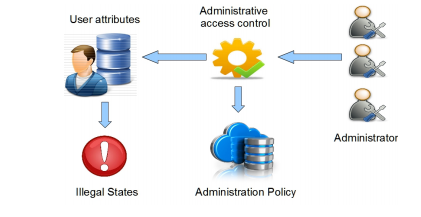 User attributes
Administrative
access control
Administrator
Illegal States
Administration Policy